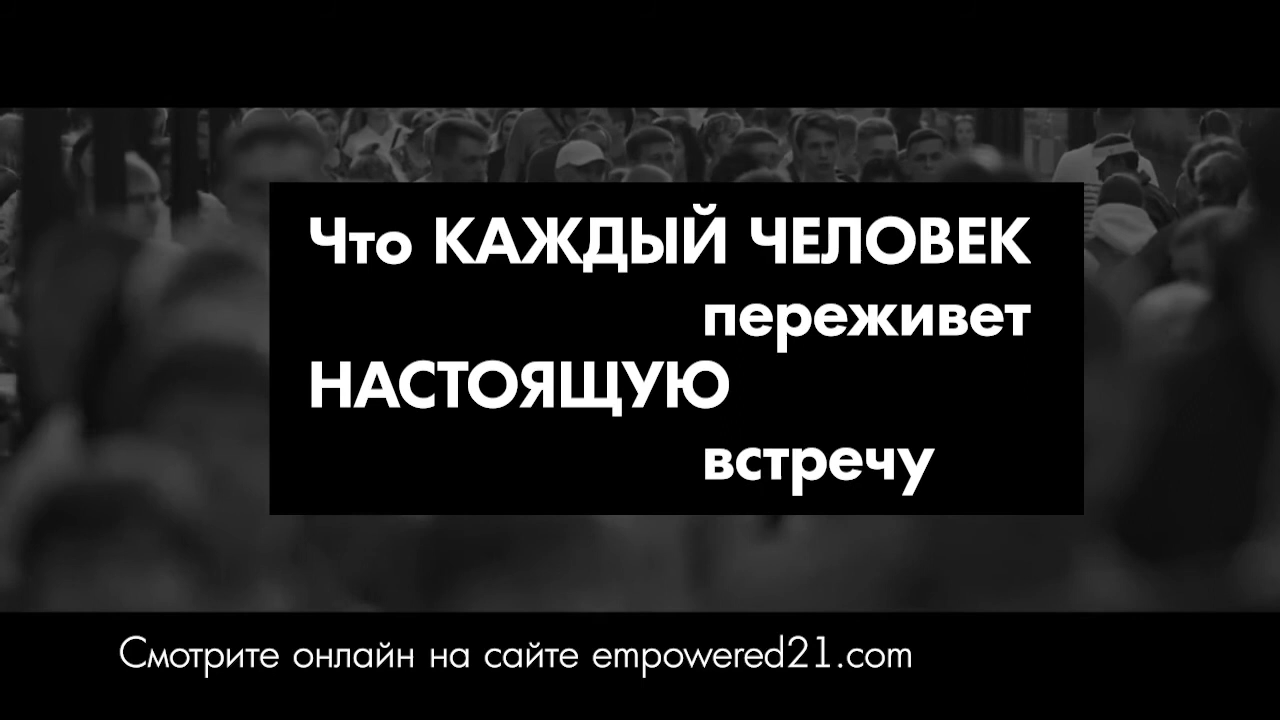 Что КАЖДЫЙ ЧЕЛОВЕК
переживет
НАСТОЯЩУЮ
встречу
Смотрите онлайн на сайте empowered21.com